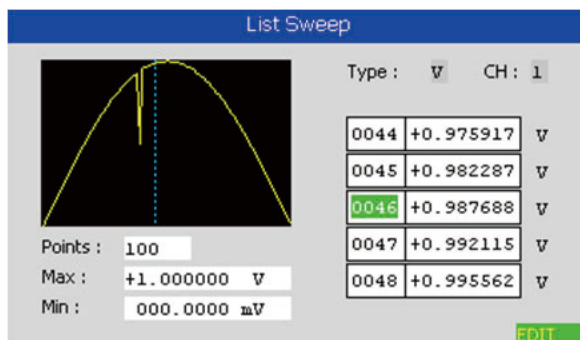 List Sweep
Type : V CH : 1
0044 +0.975917 V
0045 +0.982287 V
0046 +0.987688 V
0047 +0.992115 V
0048 +0.995562 V
Points : 100
Max : +1.000000 V
Min : 000.0000 mV
EDIT